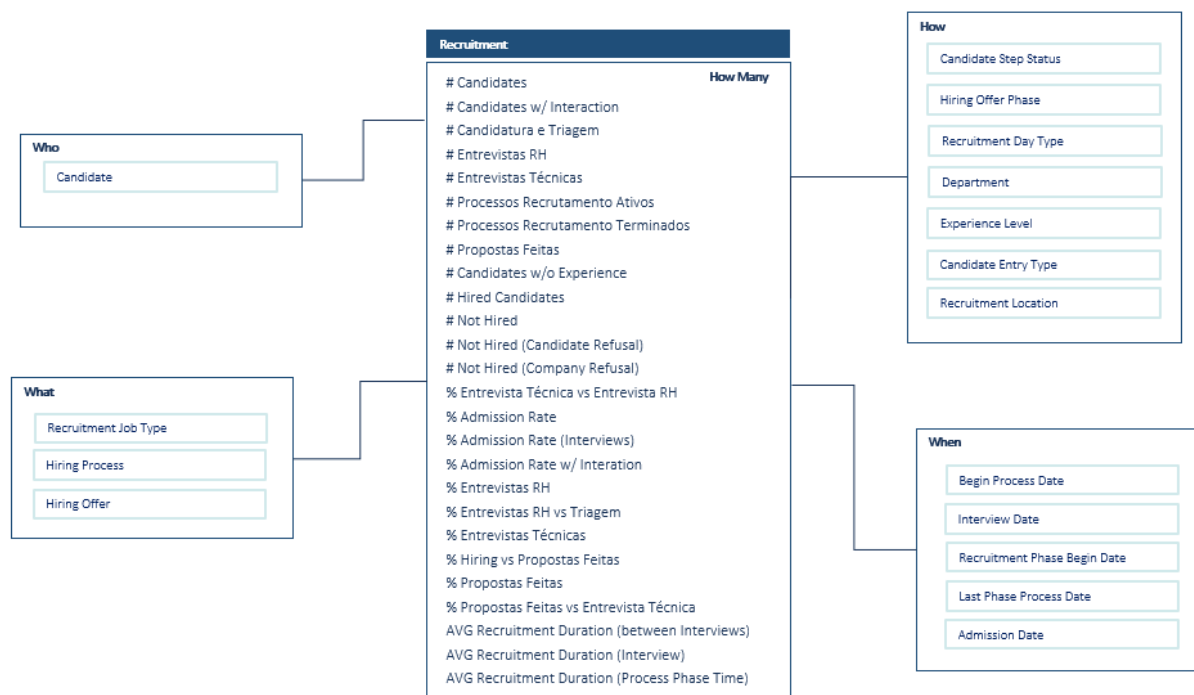 Recruitment
How Many
# Candidates
# Candidates w/ Interaction
# Candidatura e Triagem
# Entrevistas RH
# Entrevistas Técnicas
# Processos Recrutamento Ativos
# Processos Recrutamento Terminados
# Propostas Feitas
# Candidates w/o Experience
# Hired Candidates
# Not Hired
# Not Hired (Candidate Refusal)
# Not Hired (Company Refusal)
% Entrevista Técnica vs Entrevista RH
% Admission Rate
% Admission Rate (Interviews)
% Admission Rate w/ Interation
% Entrevistas RH
% Entrevistas RH vs Triagem
% Entrevistas Técnicas
% Hiring vs Propostas Feitas
% Propostas Feitas
% Propostas Feitas vs Entrevista Técnica
AVG Recruitment Duration (between Interviews)
AVG Recruitment Duration (Interview)
AVG Recruitment Duration (Process Phase Time)
Who
Candidate
What
Recruitment Job Type
Hiring Process
Hiring Offer
How
Candidate Step Status
Hiring Offer Phase
Recruitment Day Type
Department
Experience Level
Candidate Entry Type
Recruitment Location
When
Begin Process Date
Interview Date
Recruitment Phase Begin Date
Last Phase Process Date
Admission Date